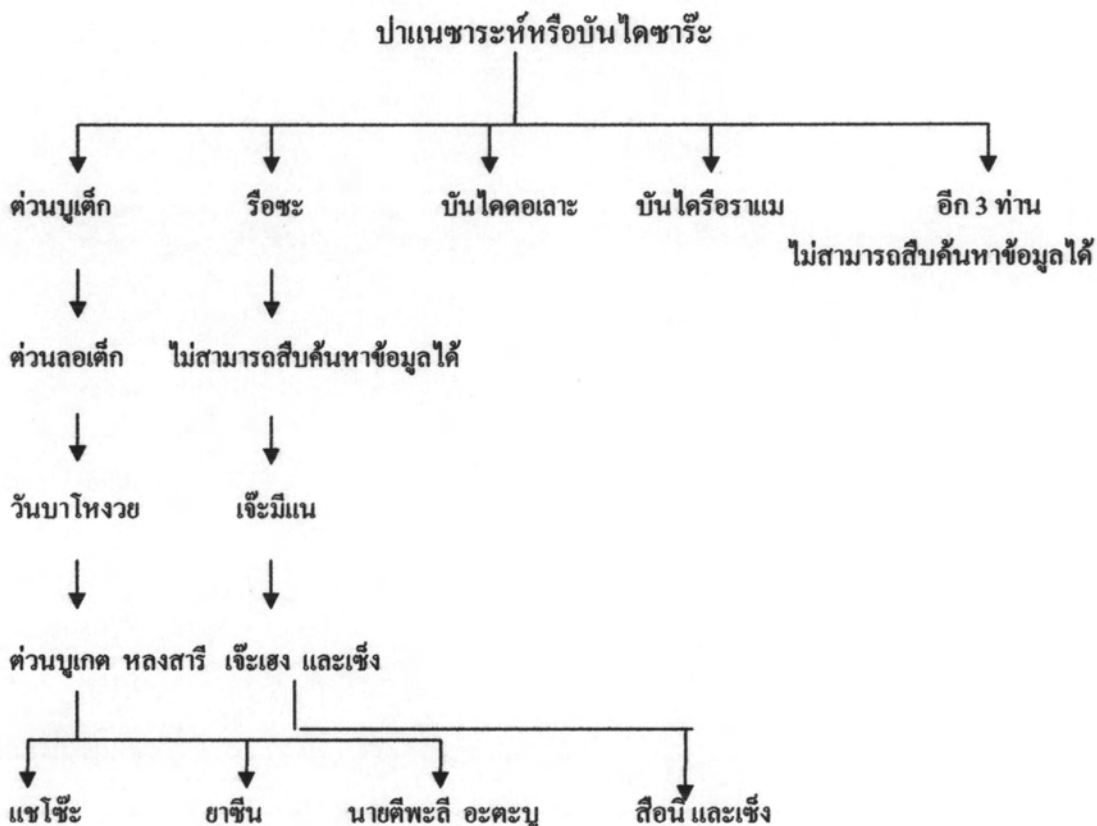 ปาแนซาระห์หรือบันไดซาร๊ะ
ต่วนบูเต็ก รือซะ บันไดดอเลาะ บันไดรือราแม อีก 3 ท่าน
ไม่สามารถสืบค้นหาข้อมูลได้
ต่วนลอเต็ก ไม่สามารถสืบค้นหาข้อมูลได้
วันบาโหงวย เจ๊ะมีแน
ต่วนบูเกต หลงสารี เจ๊ะเฮง และเซ็ง
แชโซ๊ะ ยาซีน นายตีพะลี อะตะบู สือนิ และเซ็ง